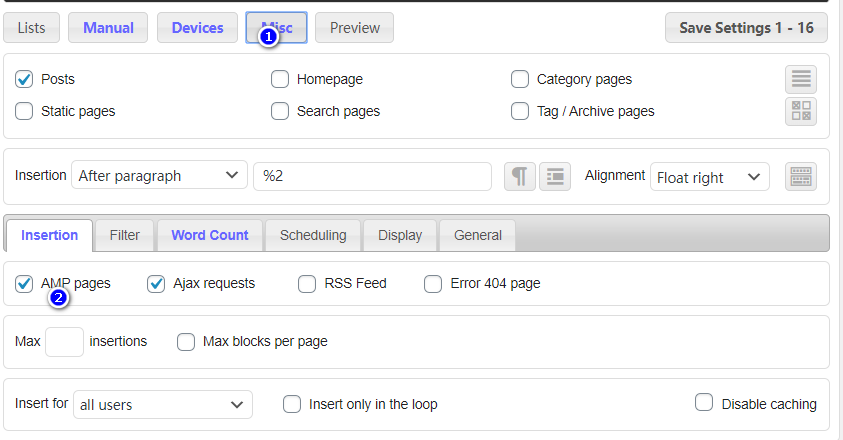 Lists Manual Devices Misc Preview Save Settings 1 - 16
1
Posts Homepage Category pages
Static pages Search pages Tag / Archive pages
Insertion After paragraph %2 Alignment Float right
Insertion Filter Word Count Scheduling Display General
AMP pages Ajax requests RSS Feed Error 404 page
2
Max insertions Max blocks per page
Insert for all users Insert only in the loop Disable caching